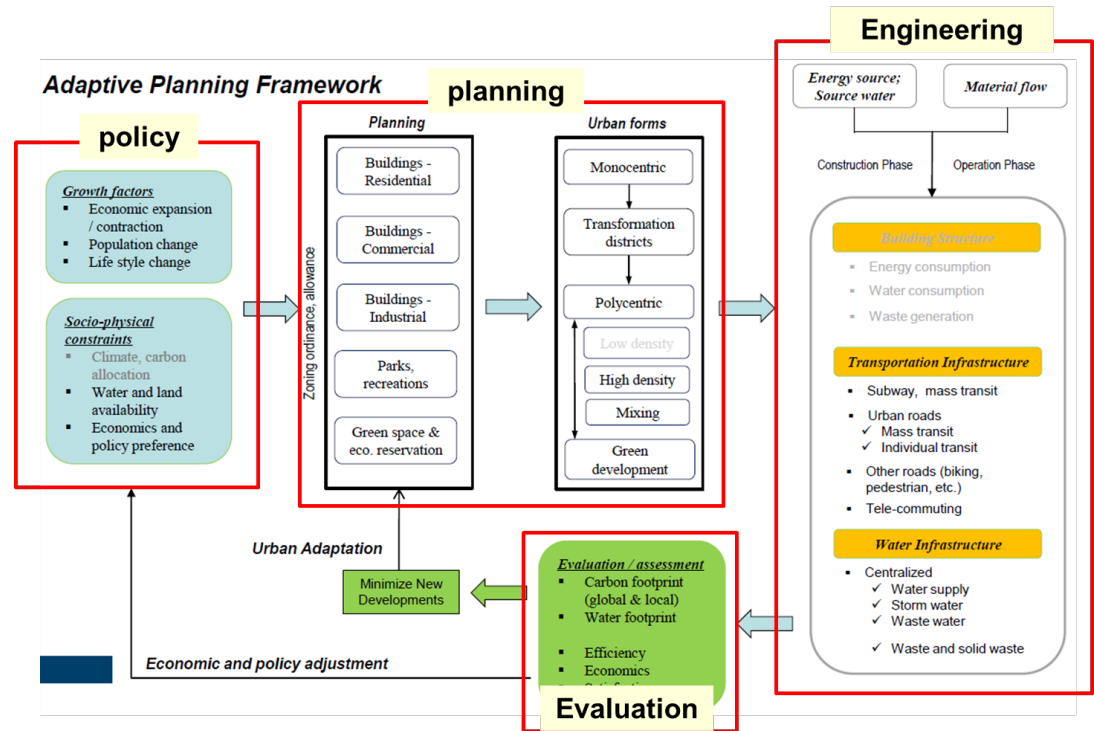 Engineering
Adaptive Planning Framework
planning
policy
Growth factors
Economic expansion
/ contraction
Population change
Life style change
Socio-physical
constraints
Climate, carbon
allocation
Water and land
availability
Economics and
policy preference
Zoning ordinance, allowance
Planning
Buildings -
Residential
Buildings -
Commercial
Buildings -
Industrial
Parks,
recreations
Green space &
eco. reservation
Urban forms
Monocentric
Transformation
districts
Polycentric
Low density
High density
Mixing
Green
development
Energy source;
Source water
Material flow
Construction Phase
Operation Phase
Building Structure
Energy consumption
Water consumption
Waste generation
Transportation Infrastructure
Subway, mass transit
Urban roads
✓ Mass transit
✓ Individual transit
Other roads (biking,
pedestrian, etc.)
Tele-commuting
Water Infrastructure
Centralized
✓ Water supply
✓ Storm water
✓ Waste water
✓ Waste and solid waste
Urban Adaptation
Minimize New
Developments
Evaluation / assessment
Carbon footprint
(global & local)
Water footprint
Efficiency
Economics
Economic and policy adjustment
Evaluation